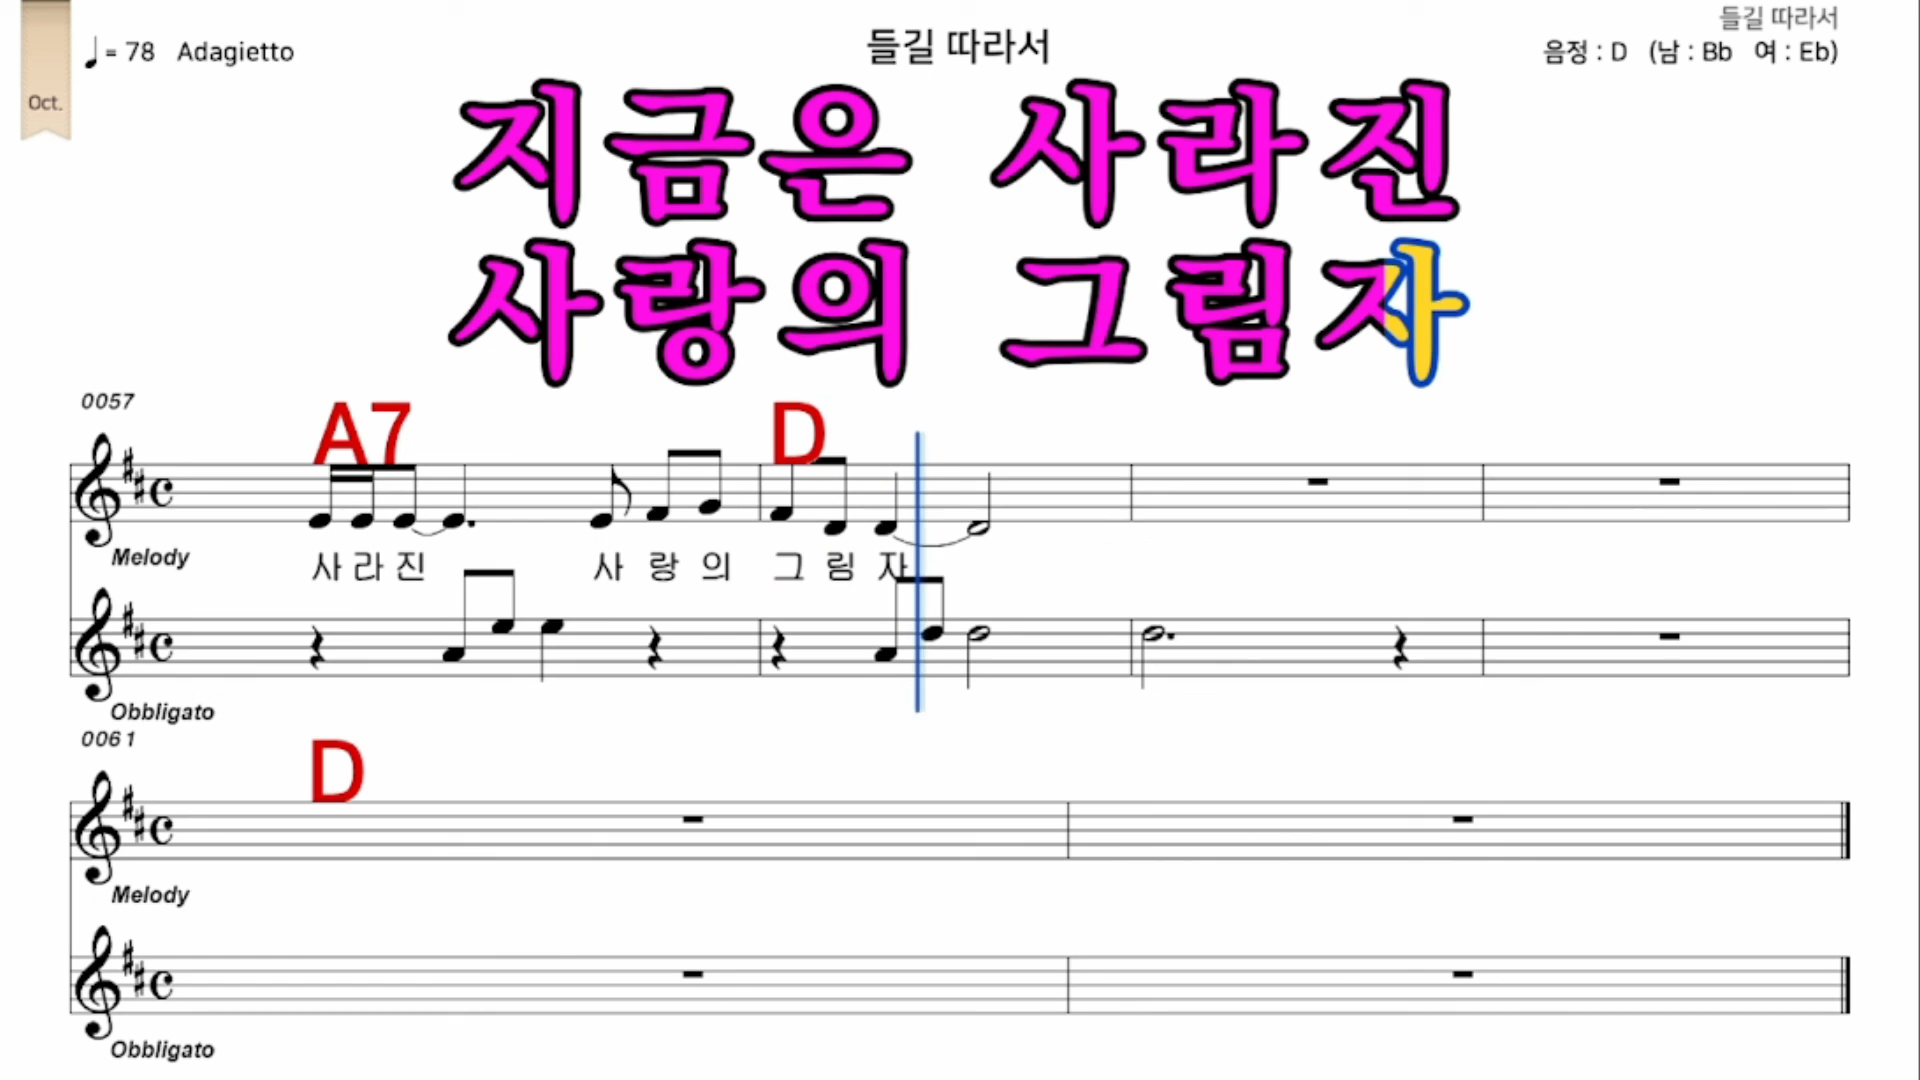 들길 따라서
Oct.
♩= 78 Adagietto
들길 따라서
음정 : D (남 : Bb 여 : Eb)
지금은 사라진
사랑의 그림자
0057
A7 D
Melody
사 라 진 사 랑 의 그 림 자
Obbligato
0061
D
Melody
Obbligato